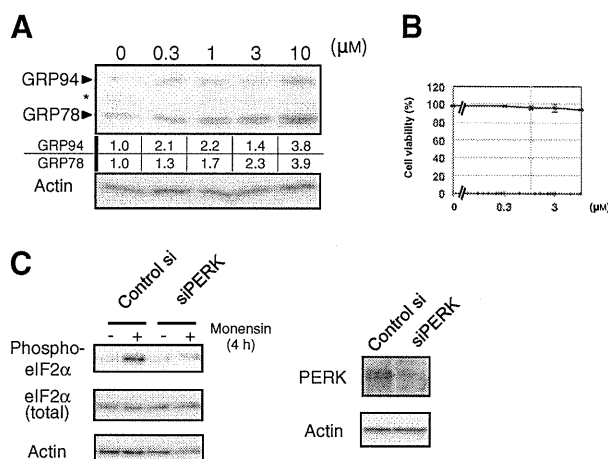 A
0 0.3 1 3 10 (μM)
GRP94
*
GRP78
GRP94 1.0 2.1 2.2 1.4 3.8
GRP78 1.0 1.3 1.7 2.3 3.9
Actin
B
Cell viability (%)
120
100
80
60
40
20
0
0 0.3 3 (μM)
C
Control si siPERK
- + - + Monensin
(4 h)
Phospho-
eIF2α
eIF2α
(total)
Actin
Control si siPERK
PERK
Actin